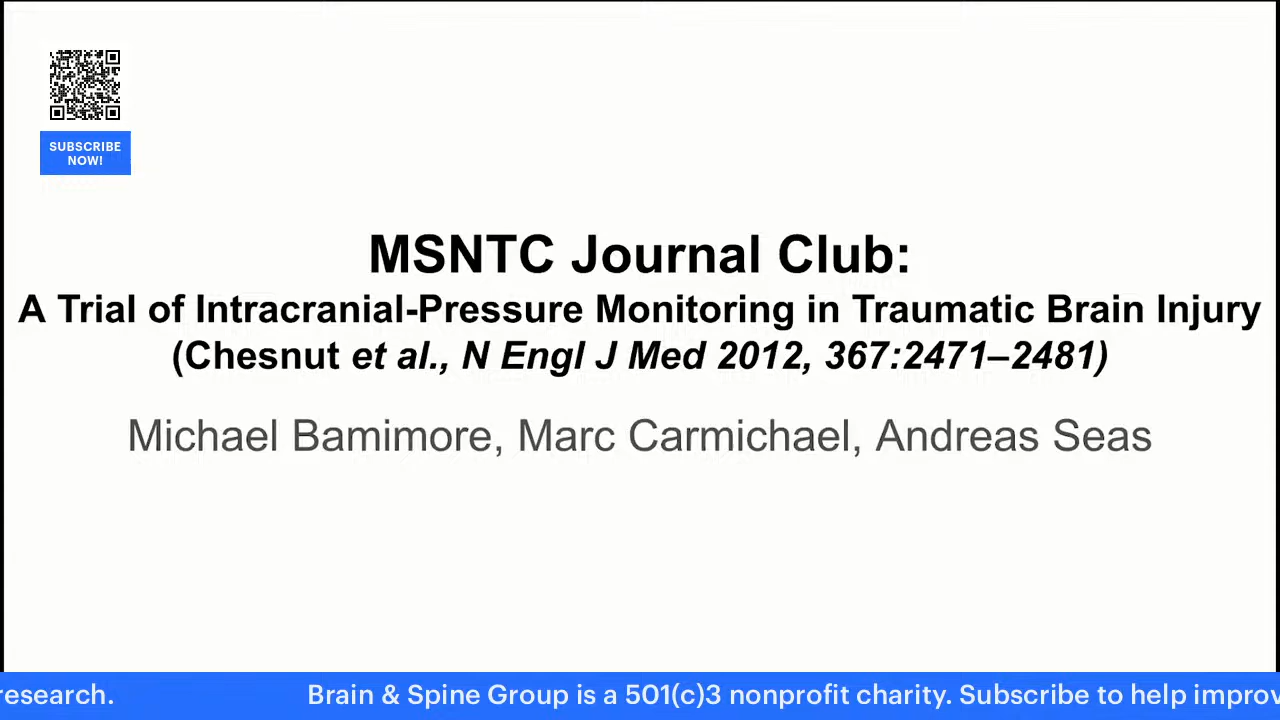 SUBSCRIBE
NOW!
MSNTC Journal Club:
A Trial of Intracranial-Pressure Monitoring in Traumatic Brain Injury
(Chesnut et al., N Engl J Med 2012, 367:2471–2481)
Michael Bamimore, Marc Carmichael, Andreas Seas
research. Brain & Spine Group is a 501(c)3 nonprofit charity. Subscribe to help improv